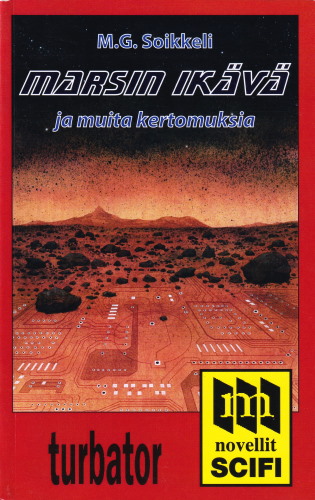 M.G. Soikkeli
MARSIN IKÄVÄ
ja muita kertomuksia
turbator
m
novellit
SCIFI